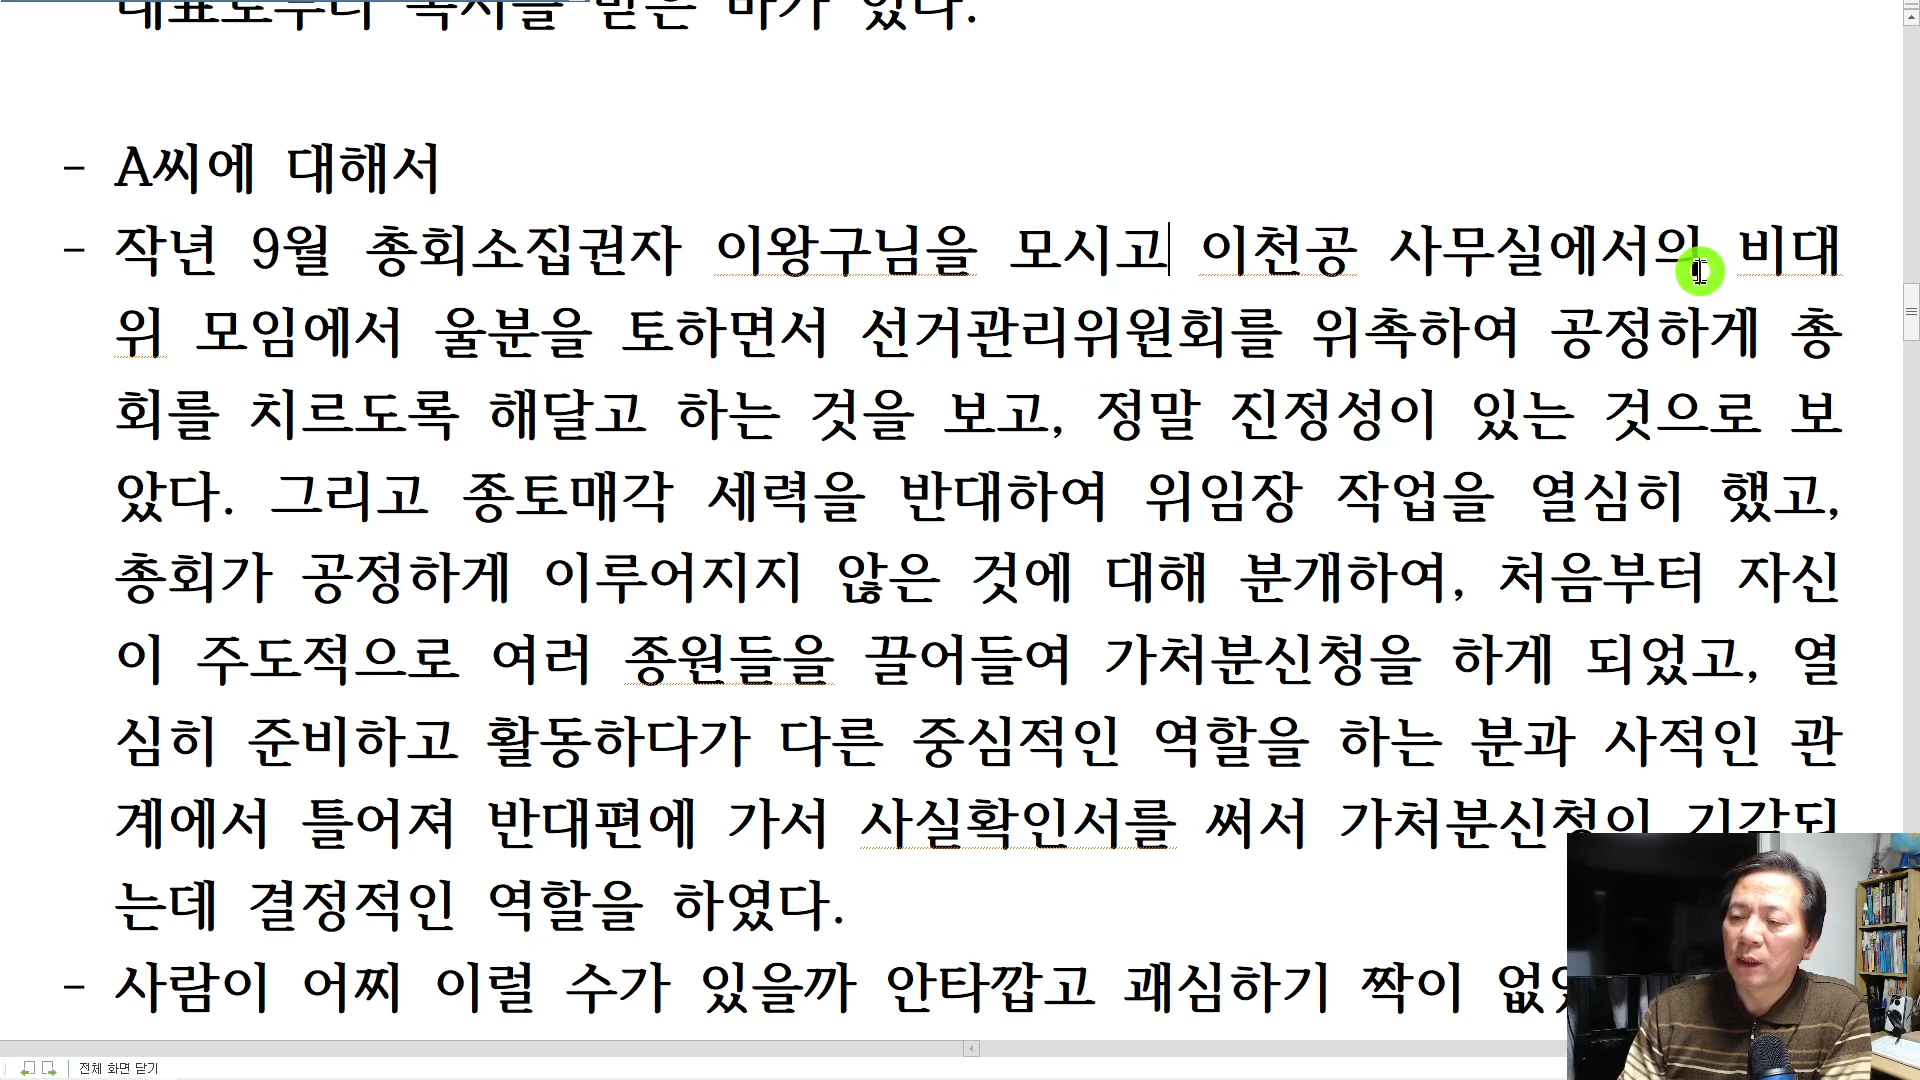 받은 바가 있다.
- A씨에 대해서
- 작년 9월 총회소집권자 이왕구님을 모시고 이천공 사무실에서의 비대
위 모임에서 울분을 토하면서 선거관리위원회를 위촉하여 공정하게 총
회를 치르도록 해달고 하는 것을 보고, 정말 진정성이 있는 것으로 보
았다. 그리고 종토매각 세력을 반대하여 위임장 작업을 열심히 했고,
총회가 공정하게 이루어지지 않은 것에 대해 분개하여, 처음부터 자신
이 주도적으로 여러 종원들을 끌어들여 가처분신청을 하게 되었고, 열
심히 준비하고 활동하다가 다른 중심적인 역할을 하는 분과 사적인 관
계에서 틀어져 반대편에 가서 사실확인서를 써서 가처분신청이 기각되
는데 결정적인 역할을 하였다.
- 사람이 어찌 이럴 수가 있을까 안타깝고 괘심하기 짝이
전체 화면 닫기